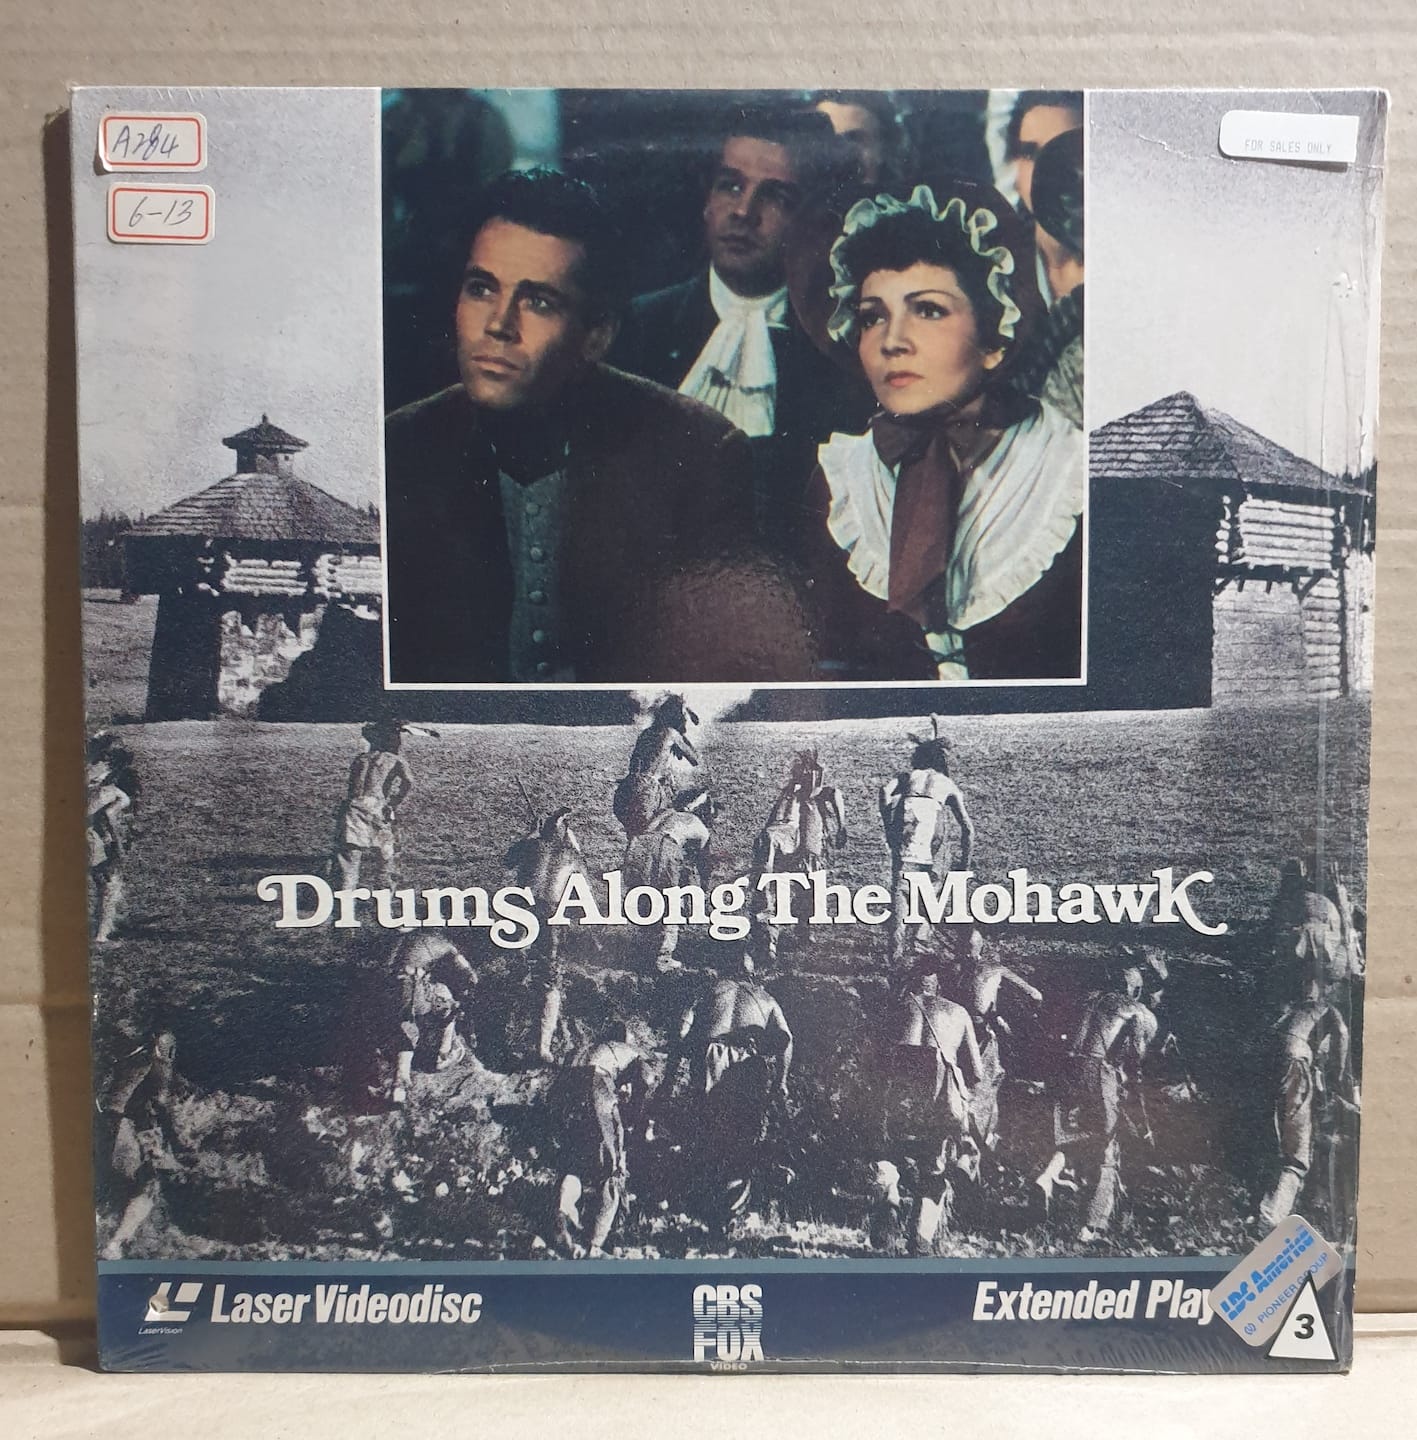 A284
6-13
FOR SALES ONLY
Drums Along The Mohawk
LaserVision
Laser Videodisc
CBS
FOX
VIDEO
Extended Play
LDC America
PIONEER GROUP
3